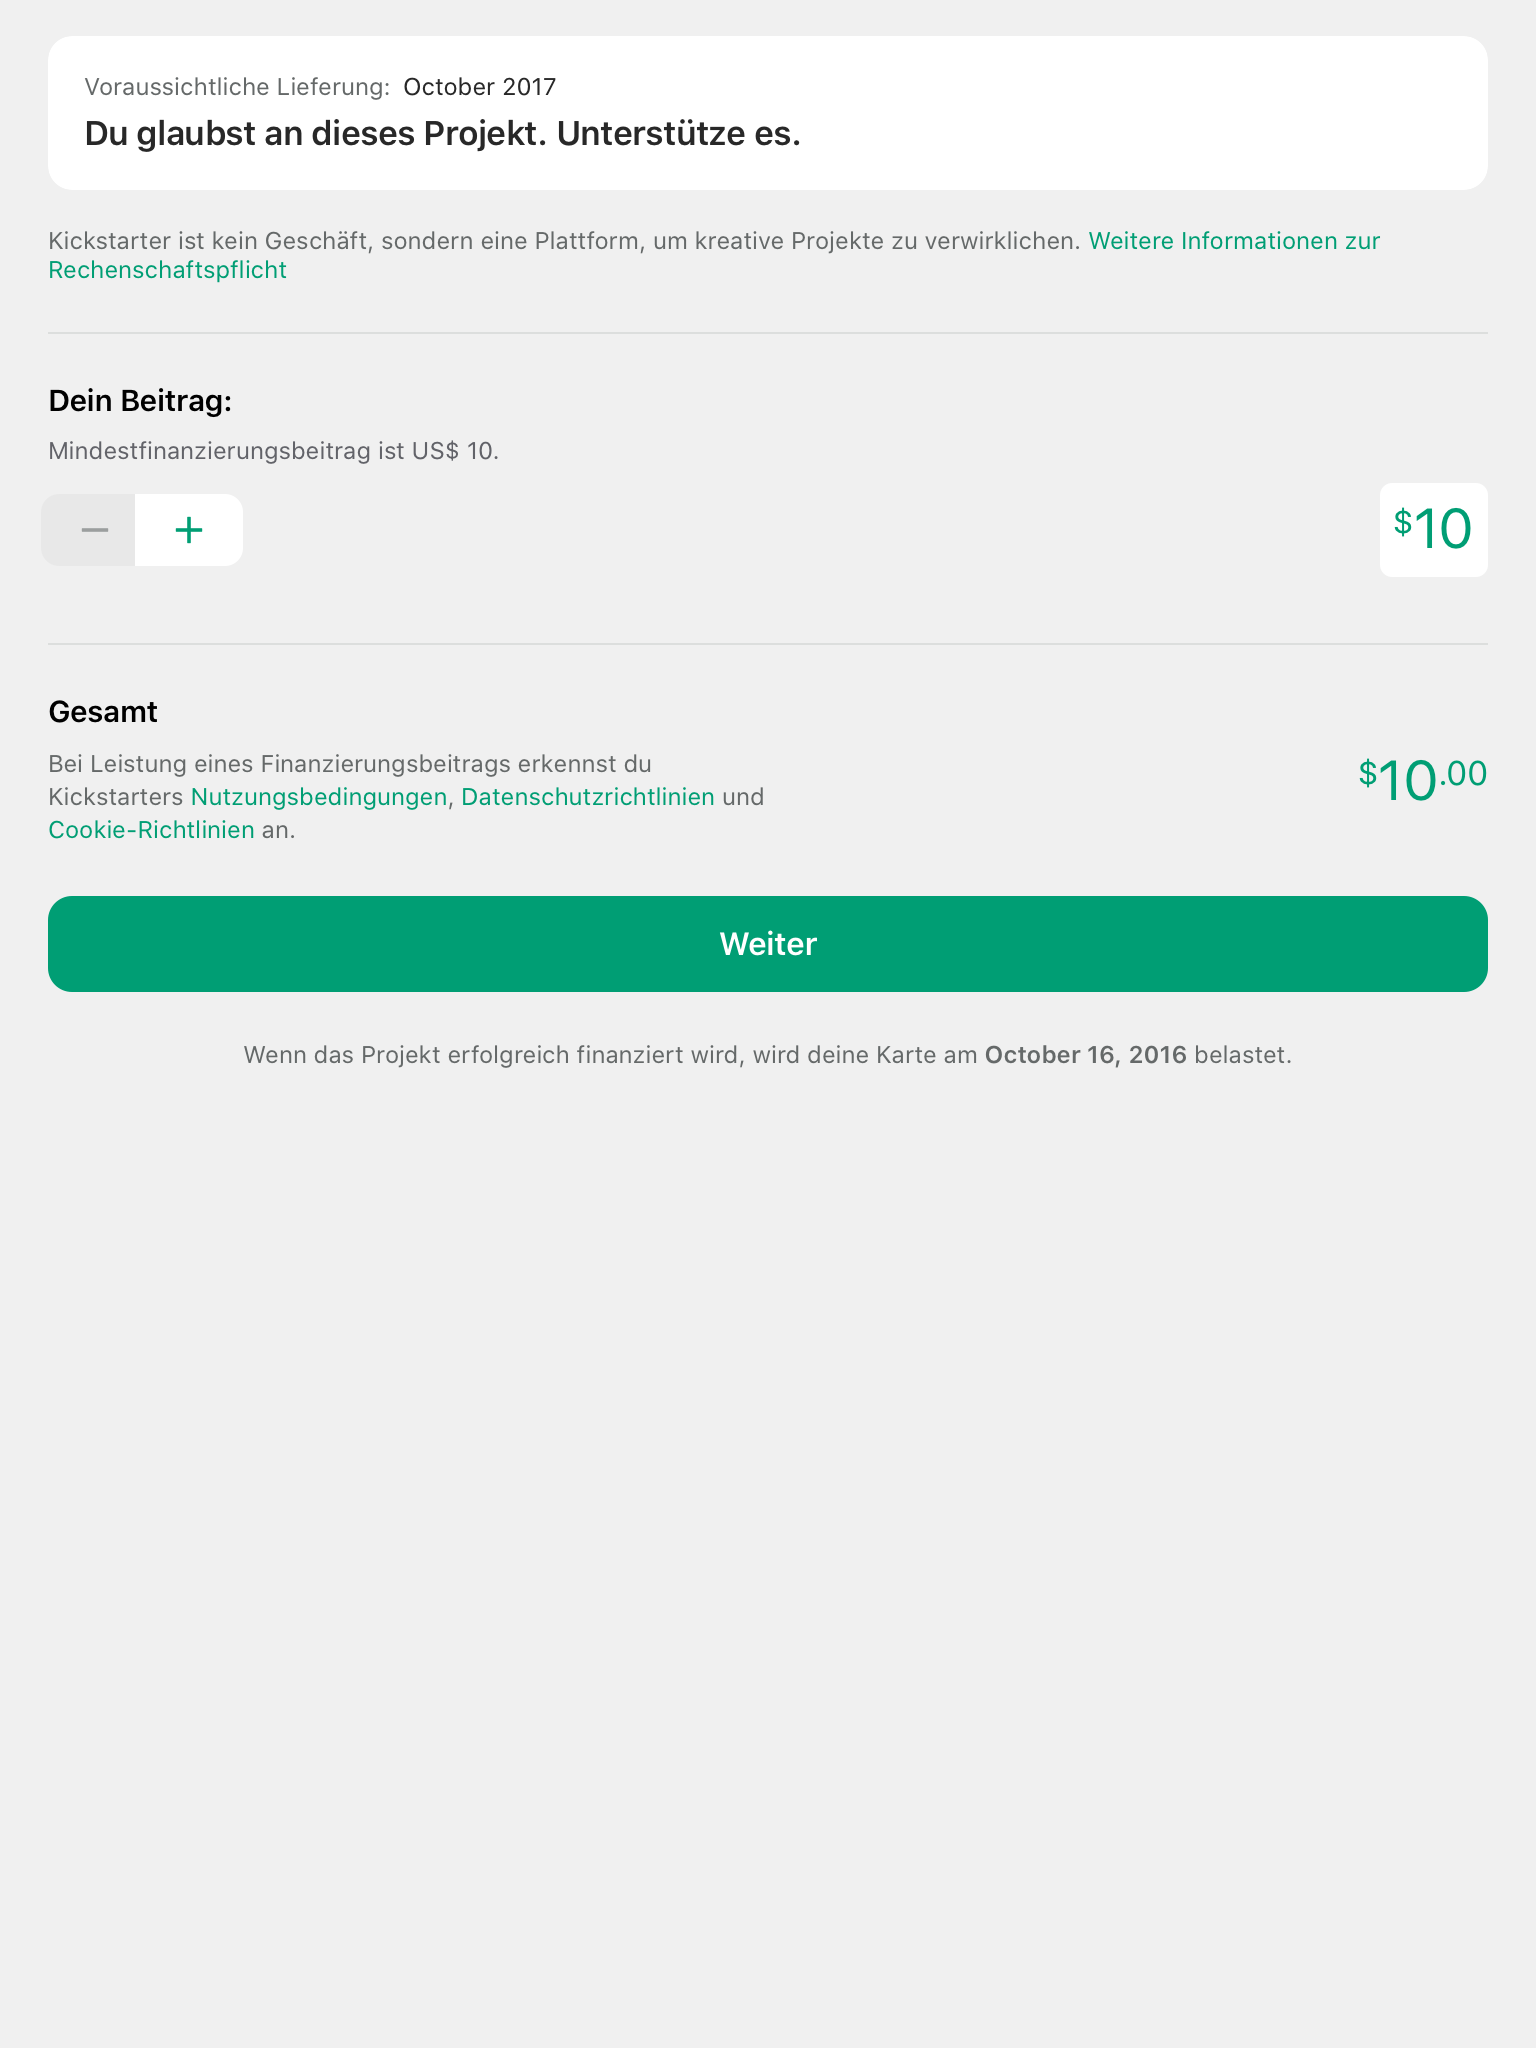 Voraussichtliche Lieferung: October 2017
Du glaubst an dieses Projekt. Unterstütze es.
Kickstarter ist kein Geschäft, sondern eine Plattform, um kreative Projekte zu verwirklichen. Weitere Informationen zur
Rechenschaftspflicht
Dein Beitrag:
Mindestfinanzierungsbeitrag ist US$ 10.
$10
Gesamt
Bei Leistung eines Finanzierungsbeitrags erkennst du
Kickstarters Nutzungsbedingungen, Datenschutzrichtlinien und
Cookie-Richtlinien an.
$10.00
Weiter
Wenn das Projekt erfolgreich finanziert wird, wird deine Karte am October 16, 2016 belastet.